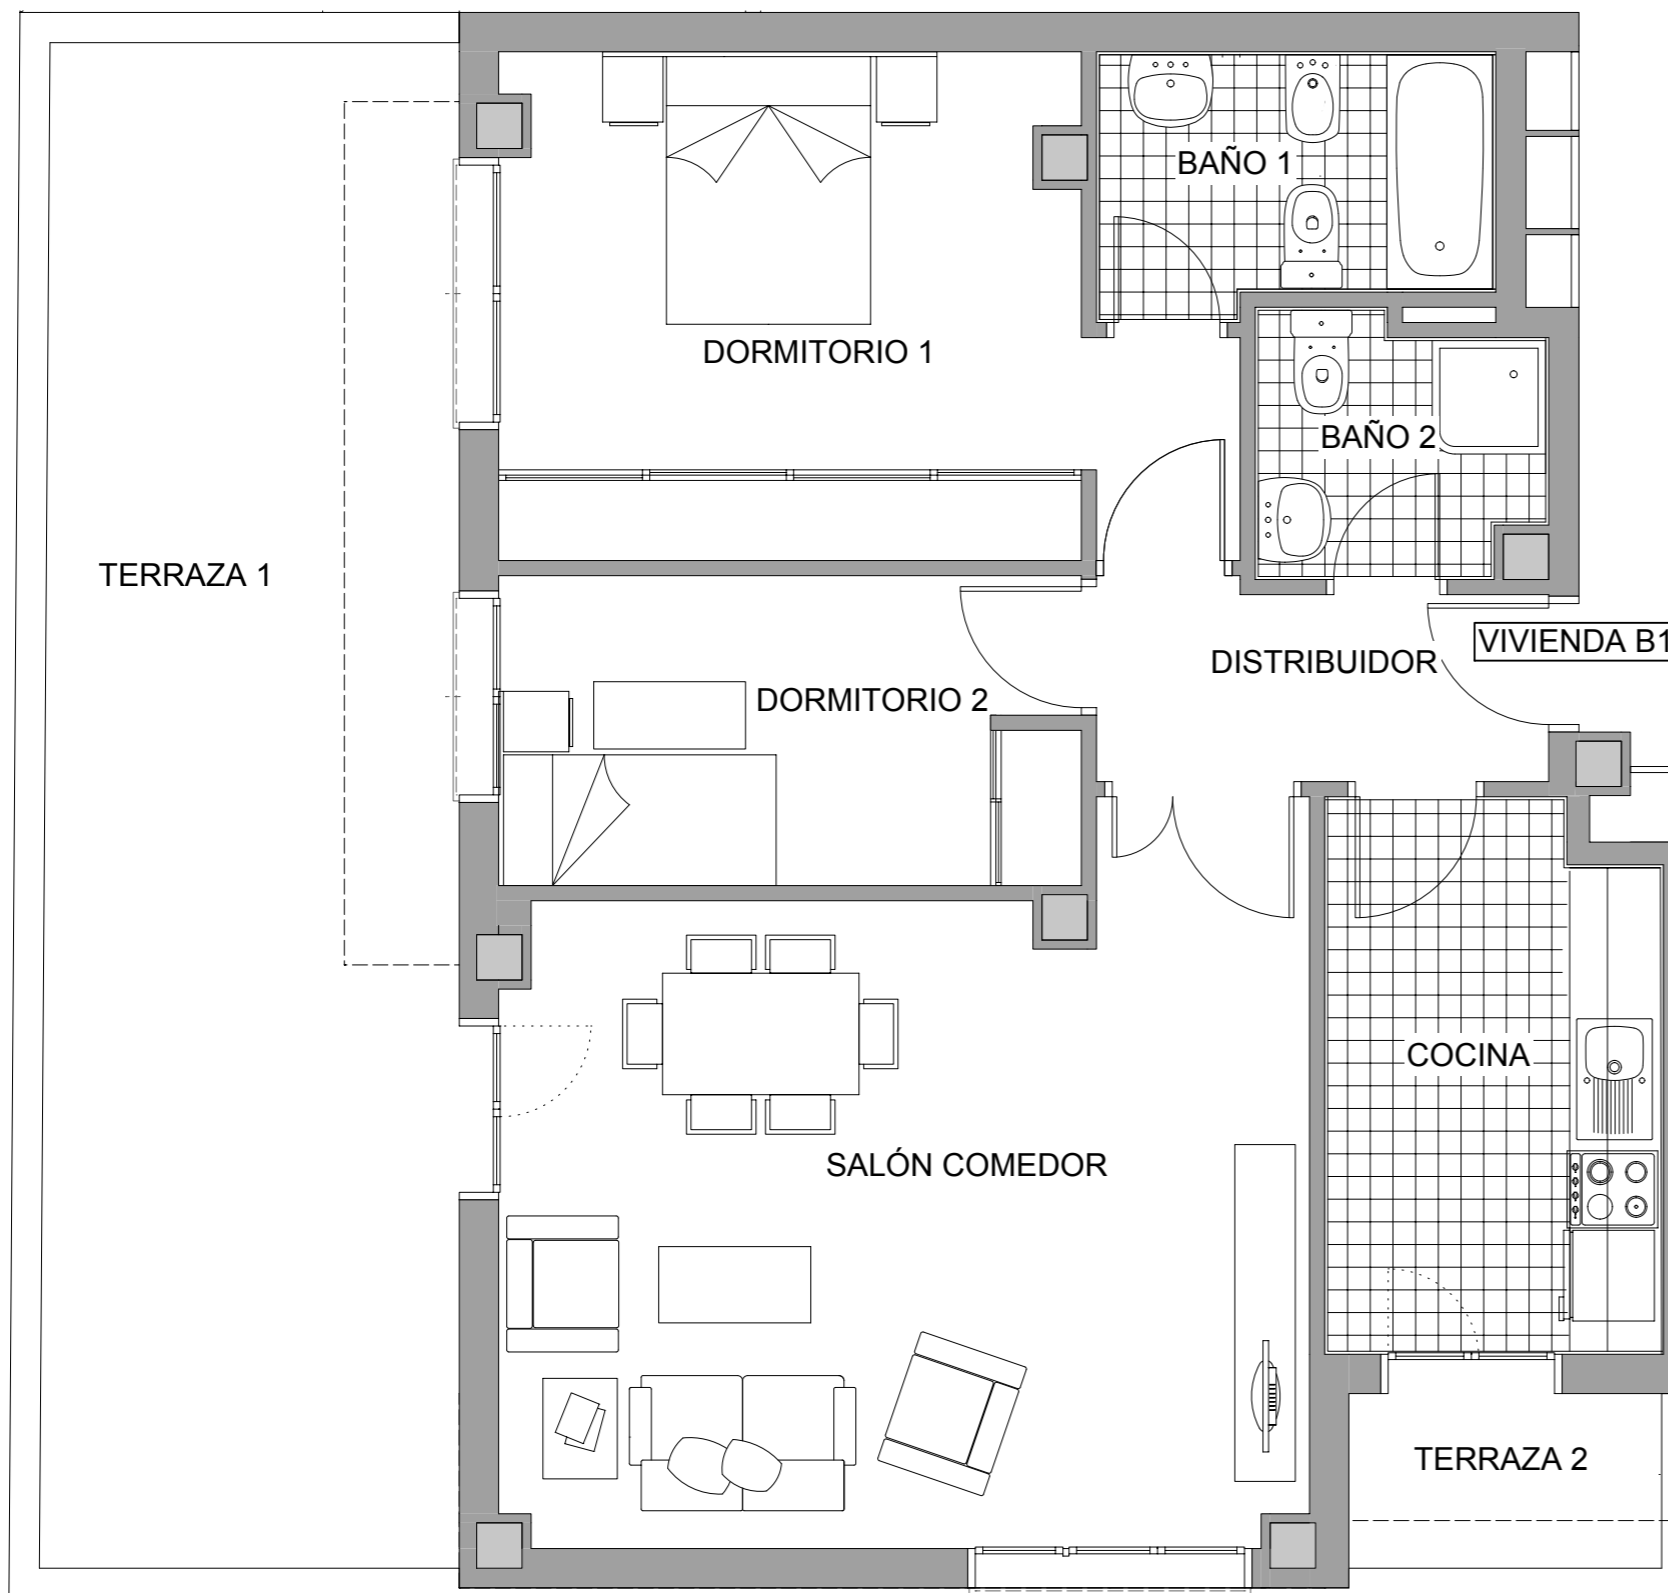 BAÑO 1
DORMITORIO 1
BAÑO 2
TERRAZA 1
VIVIENDA B1
DISTRIBUIDOR
DORMITORIO 2
COCINA
SALÓN COMEDOR
TERRAZA 2